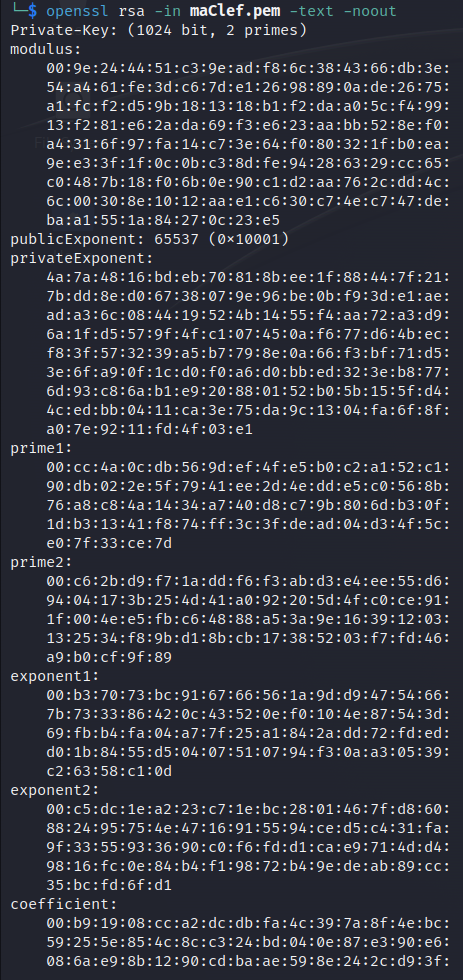 └─$ openssl rsa -in maClef.pem -text -noout
Private-Key: (1024 bit, 2 primes)
modulus:
00:9e:24:44:51:c3:9e:ad:f8:6c:38:43:66:db:3e:
54:a4:61:fe:3d:c6:7d:e1:26:98:89:0a:de:26:75:
a1:fc:f2:d5:9b:18:13:18:b1:f2:da:a0:5c:f4:99:
13:f2:81:e6:2a:da:69:f3:e6:23:aa:bb:52:8e:f0:
a4:31:6f:97:fa:14:c7:3e:64:f0:80:32:1f:b0:ea:
9e:e3:3f:1f:0c:0b:c3:8d:fe:94:28:63:29:cc:65:
c0:48:7b:18:f0:6b:0e:90:c1:d2:aa:76:2c:dd:4c:
6c:00:30:8e:10:12:aa:e1:c6:30:c7:4e:c7:47:de:
ba:a1:55:1a:84:27:0c:23:e5
publicExponent: 65537 (0×10001)
privateExponent:
4a:7a:48:16:bd:eb:70:81:8b:ee:1f:88:44:7f:21:
7b:dd:8e:d0:67:38:07:9e:96:be:0b:f9:3d:e1:ae:
ad:a3:6c:08:44:19:52:4b:14:55:f4:aa:72:a3:d9:
6a:1f:d5:57:9f:4f:c1:07:45:0a:f6:77:d6:4b:ec:
f8:3f:57:32:39:a5:b7:79:8e:0a:66:f3:bf:71:d5:
3e:6f:a9:0f:1c:d0:f0:a6:d0:bb:ed:32:3e:b8:77:
6d:93:c8:6a:b1:e9:20:88:01:52:b0:5b:15:5f:d4:
4c:ed:bb:04:11:ca:3e:75:da:9c:13:04:fa:6f:8f:
a0:7e:92:11:fd:4f:03:e1
prime1:
00:cc:4a:0c:db:56:9d:ef:4f:e5:b0:c2:a1:52:c1:
90:db:02:2e:5f:79:41:ee:2d:4e:dd:e5:c0:56:8b:
76:a8:c8:4a:14:34:a7:40:d8:c7:9b:80:6d:b3:0f:
1d:b3:13:41:f8:74:ff:3c:3f:de:ad:04:d3:4f:5c:
e0:7f:33:ce:7d
prime2:
00:c6:2b:d9:f7:1a:dd:f6:f3:ab:d3:e4:ee:55:d6:
94:04:17:3b:25:4d:41:a0:92:20:5d:4f:c0:ce:91:
1f:00:4e:e5:fb:c6:48:88:a5:3a:9e:16:39:12:03:
13:25:34:f8:9b:d1:8b:cb:17:38:52:03:f7:fd:46:
a9:b0:cf:9f:89
exponent1:
00:b3:70:73:bc:91:67:66:56:1a:9d:d9:47:54:66:
7b:73:33:86:42:0c:43:52:0e:f0:10:4e:87:54:3d:
69:fb:b4:fa:04:a7:7f:25:a1:84:2a:dd:72:fd:ed:
d0:1b:84:55:d5:04:07:51:07:94:f3:0a:a3:05:39:
c2:63:58:c1:0d
exponent2:
00:c5:dc:1e:a2:23:c7:1e:bc:28:01:46:7f:d8:60:
88:24:95:75:4e:47:16:91:55:94:ce:d5:c4:31:fa:
9f:33:55:93:36:90:c0:f6:fd:d1:ca:e9:71:4d:d4:
98:16:fc:0e:84:b4:f1:98:72:b4:9e:de:ab:89:cc:
35:bc:fd:6f:d1
coefficient:
00:b9:19:08:cc:a2:dc:db:fa:4c:39:7a:8f:4e:bc:
59:25:5e:85:4c:8c:c3:24:bd:04:0e:87:e3:90:e6:
08:6a:e9:8b:12:90:cd:ba:ae:59:8e:24:2c:d9:3f: